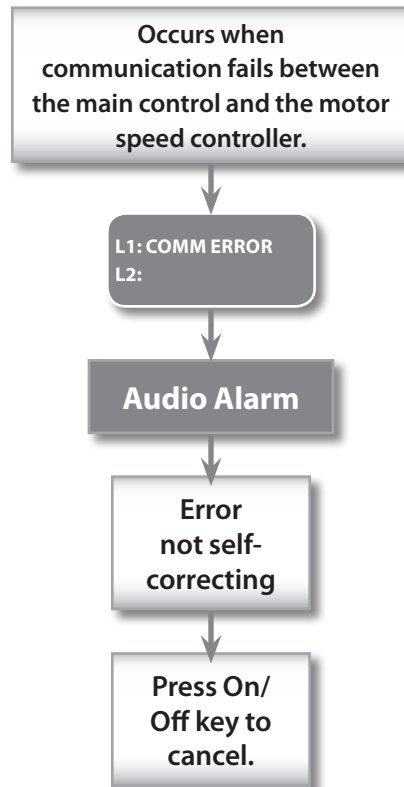 Occurs when
communication fails between
the main control and the motor
speed controller.
L1: COMM ERROR
L2:
Audio Alarm
Error
not self-
correcting
Press On/
Off key to
cancel.